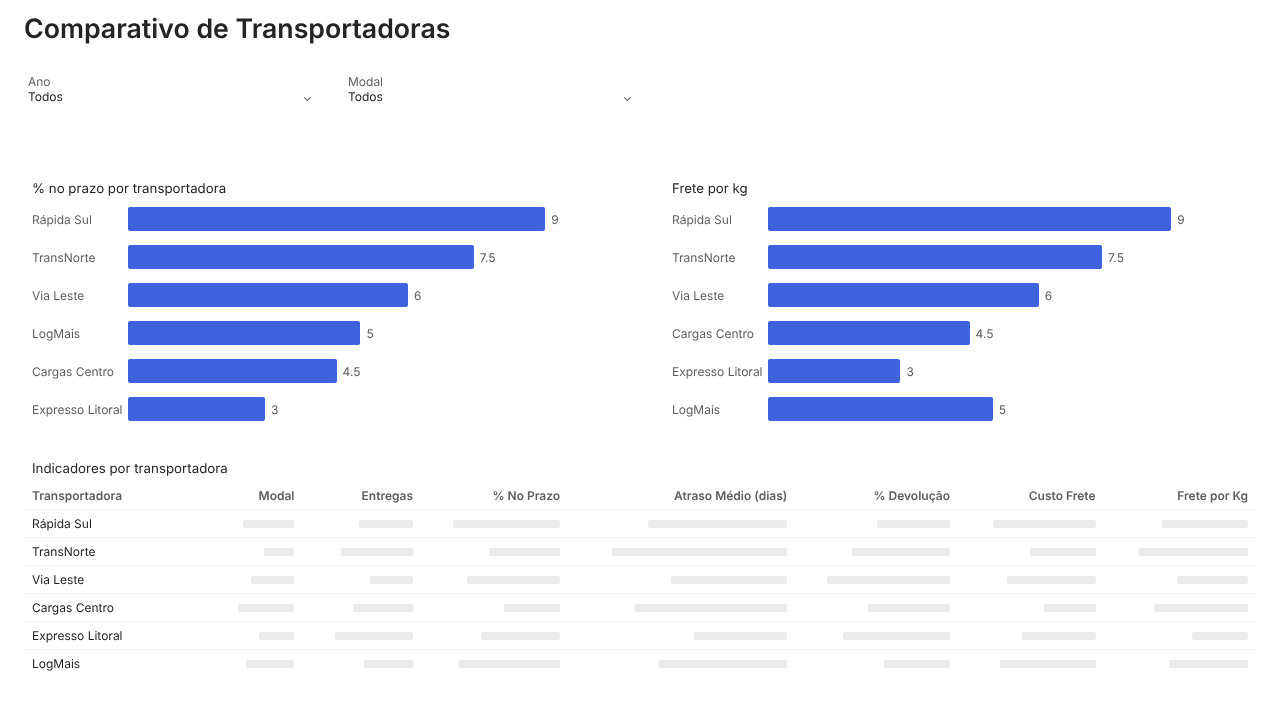 Comparativo de Transportadoras
Ano
Todos
Modal
Todos
% no prazo por transportadora
Rápida Sul 9
TransNorte 7.5
Via Leste 6
LogMais 5
Cargas Centro 4.5
Expresso Litoral 3
Frete por kg
Rápida Sul 9
TransNorte 7.5
Via Leste 6
Cargas Centro 4.5
Expresso Litoral 3
LogMais 5
Indicadores por transportadora
Transportadora Modal Entregas % No Prazo Atraso Médio (dias) % Devolução Custo Frete Frete por Kg
Rápida Sul
TransNorte
Via Leste
Cargas Centro
Expresso Litoral
LogMais